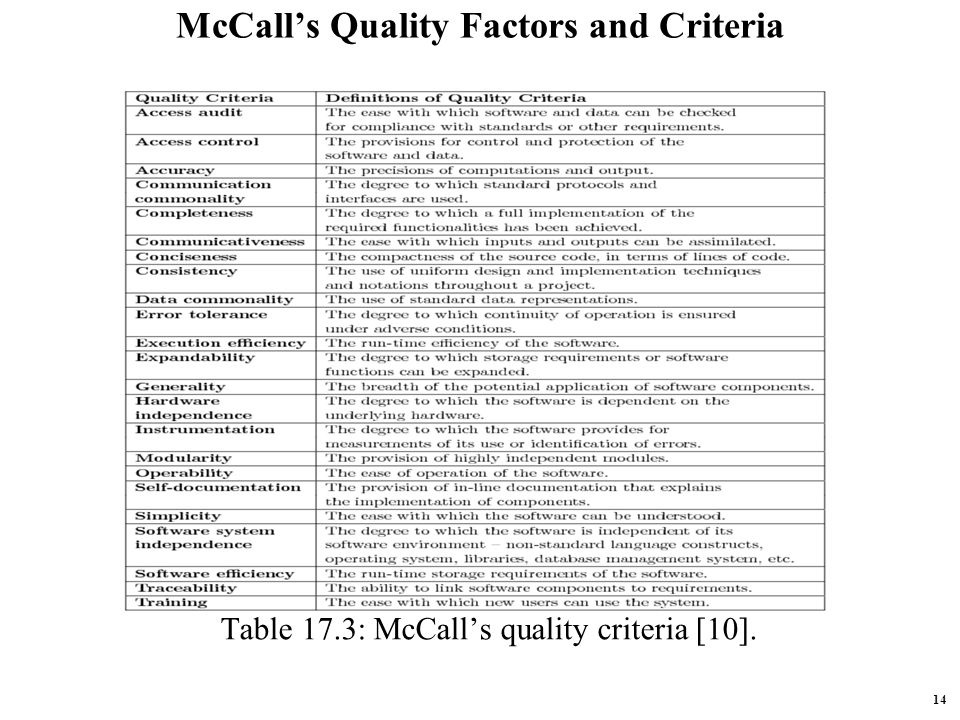 McCall's Quality Factors and Criteria
Quality Criteria Definitions of Quality Criteria
Access audit The ease with which software and data can be checked
for compliance with standards or other requirements.
Access control The provisions for control and protection of the
software and data.
Accuracy The precisions of computations and output.
Communication The degree to which standard protocols and
commonality interfaces are used.
Completeness The degree to which a full implementation of the
required functionalities has been achieved.
Communicativeness The ease with which inputs and outputs can be assimilated.
Conciseness The compactness of the source code, in terms of lines of code.
Consistency The use of uniform design and implementation techniques
and notations throughout a project.
Data commonality The use of standard data representations.
Error tolerance The degree to which continuity of operation is ensured
under adverse conditions.
Execution efficiency The run-time efficiency of the software.
Expandability The degree to which storage requirements or software
functions can be expanded.
Generality The breadth of the potential application of software components.
Hardware The degree to which the software is dependent on the
independence underlying hardware.
Instrumentation The degree to which the software provides for
measurements of its use or identification of errors.
Modularity The provision of highly independent modules.
Operability The ease of operation of the software.
Self-documentation The provision of in-line documentation that explains
the implementation of components.
Simplicity The ease with which the software can be understood.
Software system The degree to which the software is independent of its
independence software environment – non-standard language constructs,
operating system, libraries, database management system, etc.
Software efficiency The run-time storage requirements of the software.
Traceability The ability to link software components to requirements.
Training The ease with which new users can use the system.
Table 17.3: McCall's quality criteria [10].
14